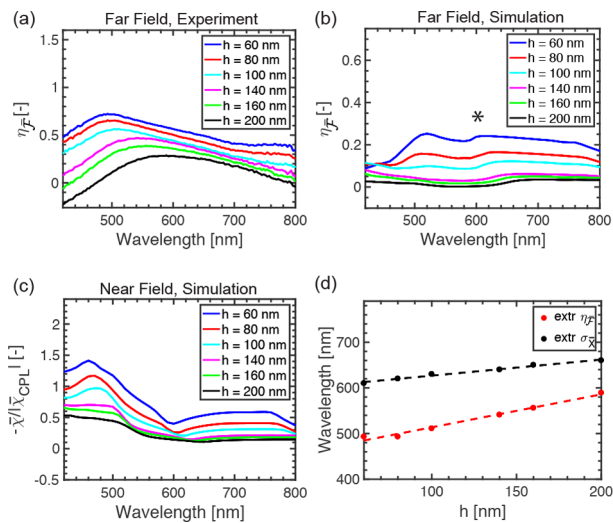 (a)
Far Field, Experiment
1.5
1
0.5
0
η_F̄ [-]
h = 60 nm
h = 80 nm
h = 100 nm
h = 140 nm
h = 160 nm
h = 200 nm
500 600 700 800
Wavelength [nm]
(b)
Far Field, Simulation
0.6
0.4
0.2
0
η_F̄ [-]
*
h = 60 nm
h = 80 nm
h = 100 nm
h = 140 nm
h = 160 nm
h = 200 nm
500 600 700 800
Wavelength [nm]
(c)
Near Field, Simulation
2
1.5
1
0.5
0
-0.5
-χ̄/|χ̄_CPL| [-]
h = 60 nm
h = 80 nm
h = 100 nm
h = 140 nm
h = 160 nm
h = 200 nm
500 600 700 800
Wavelength [nm]
(d)
700
600
500
400
Wavelength [nm]
extr η_F̄
extr σ_χ̄
100 150 200
h [nm]